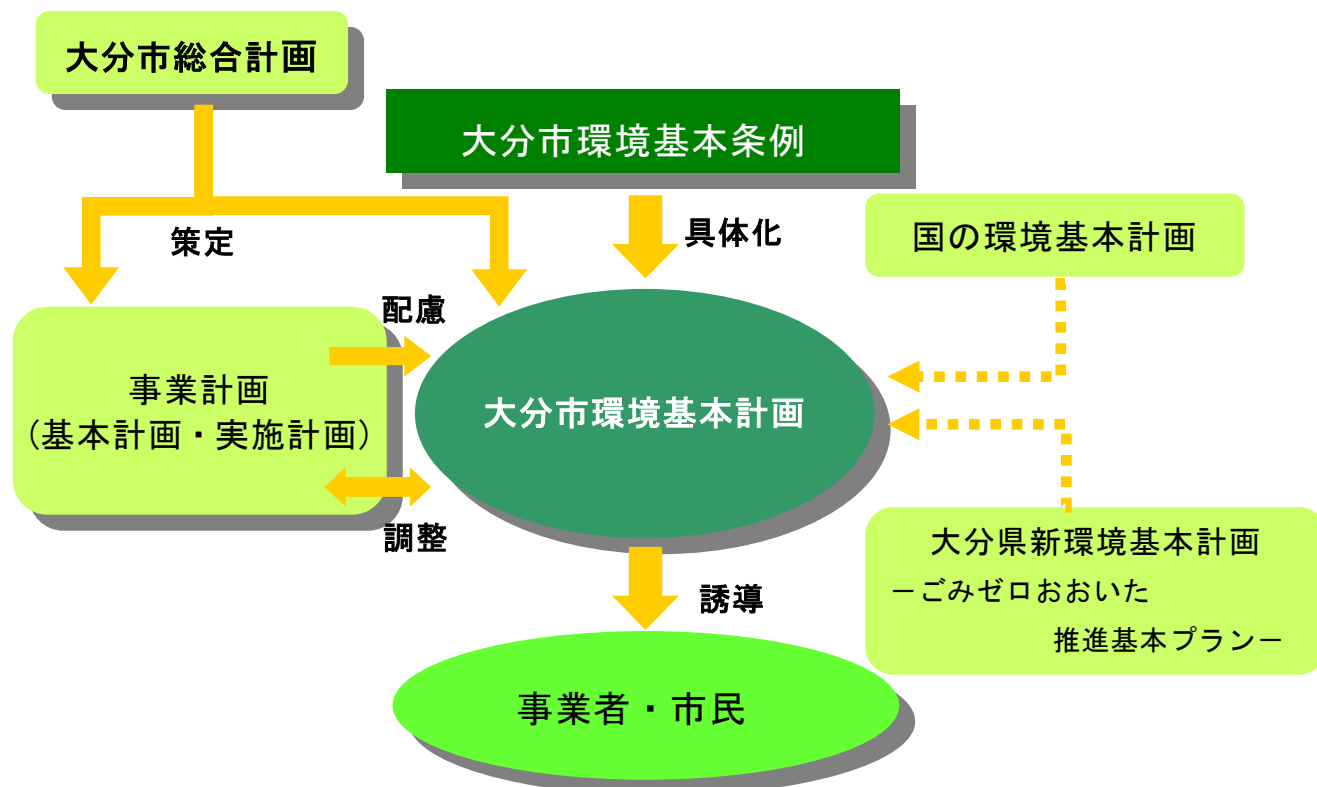 大分市総合計画
大分市環境基本条例
策定
具体化
国の環境基本計画
配慮
事業計画
(基本計画・実施計画)
大分市環境基本計画
調整
大分県新環境基本計画
－ごみゼロおおいた
推進基本プラン－
誘導
事業者・市民